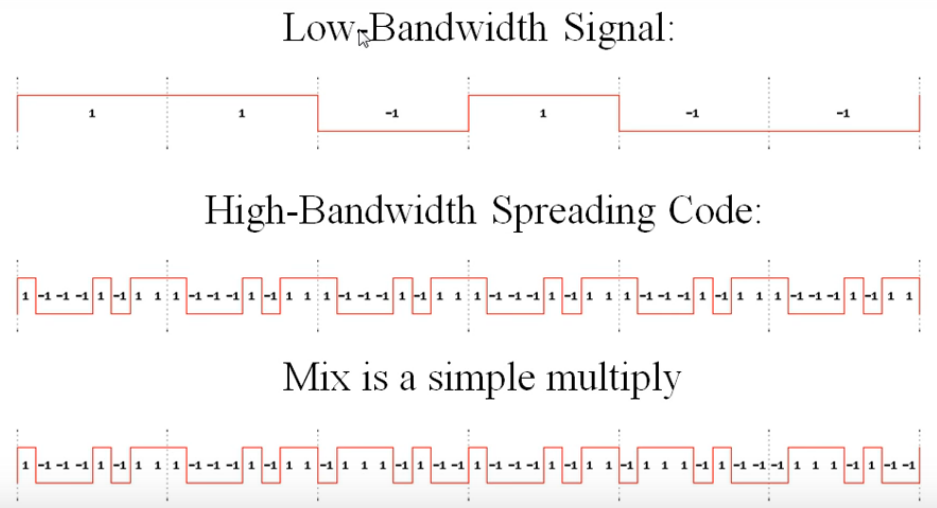 Low-Bandwidth Signal:
1 1 -1 1 -1 -1
High-Bandwidth Spreading Code:
1 -1 -1 -1 1 -1 1 1 1 -1 -1 -1 1 -1 1 1 1 -1 -1 -1 1 -1 1 1 1 -1 -1 -1 1 -1 1 1 1 -1 -1 -1 1 -1 1 1 1 -1 -1 -1 1 -1 1 1
Mix is a simple multiply
1 -1 -1 -1 1 -1 1 1 1 -1 -1 -1 1 -1 1 1 -1 1 1 1 -1 1 -1 -1 1 -1 -1 -1 1 -1 1 1 -1 1 1 1 -1 1 -1 -1 -1 1 1 1 -1 1 -1 -1